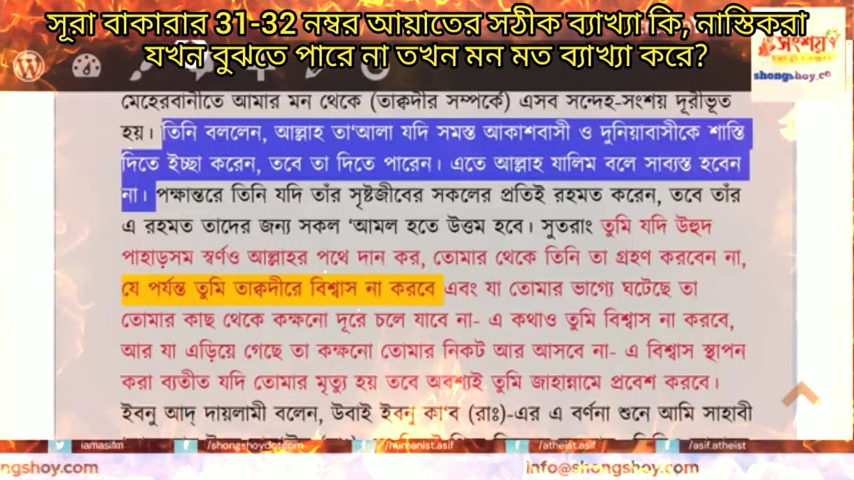 সূরা বাকারার 31-32 নম্বর আয়াতের সঠীক ব্যাখ্যা কি, নাস্তিকরা
যখন বুঝতে পারে না তখন মন মত ব্যাখ্যা করে?
সংশয়
shongshoy.co
মেহেরবানীতে আমার মন থেকে (তাক্বদীর সম্পর্কে) এসব সন্দেহ-সংশয় দূরীভূত
হয়। তিনি বললেন, আল্লাহ তা'আলা যদি সমস্ত আকাশবাসী ও দুনিয়াবাসীকে শাস্তি
দিতে ইচ্ছা করেন, তবে তা দিতে পারেন। এতে আল্লাহ যালিম বলে সাব্যস্ত হবেন
না। পক্ষান্তরে তিনি যদি তাঁর সৃষ্টজীবের সকলের প্রতিই রহমত করেন, তবে তাঁর
এ রহমত তাদের জন্য সকল 'আমল হতে উত্তম হবে। সুতরাং তুমি যদি উহুদ
পাহাড়সম স্বর্ণও আল্লাহর পথে দান কর, তোমার থেকে তিনি তা গ্রহণ করবেন না,
যে পর্যন্ত তুমি তাক্বদীরে বিশ্বাস না করবে এবং যা তোমার ভাগ্যে ঘটেছে তা
তোমার কাছ থেকে কক্ষনো দূরে চলে যাবে না- এ কথাও তুমি বিশ্বাস না করবে,
আর যা এড়িয়ে গেছে তা কক্ষনো তোমার নিকট আর আসবে না- এ বিশ্বাস স্থাপন
করা ব্যতীত যদি তোমার মৃত্যু হয় তবে অবশ্যই তুমি জাহান্নামে প্রবেশ করবে।
ইবনু আদ্ দায়লামী বলেন, উবাই ইবনু কা'ব (রাঃ)-এর এ বর্ণনা শুনে আমি সাহাবী
iamasifm /shongshoydotcom /humanist.asif /atheist.asif /asif.atheist
ngshoy.com info@shongshoy.com